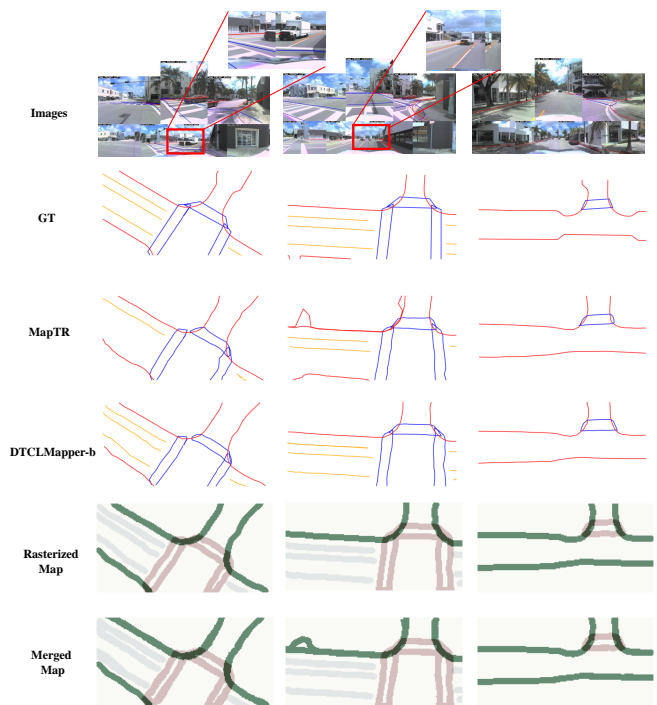 Images
GT
MapTR
DTCLMapper-b
Rasterized
Map
Merged
Map